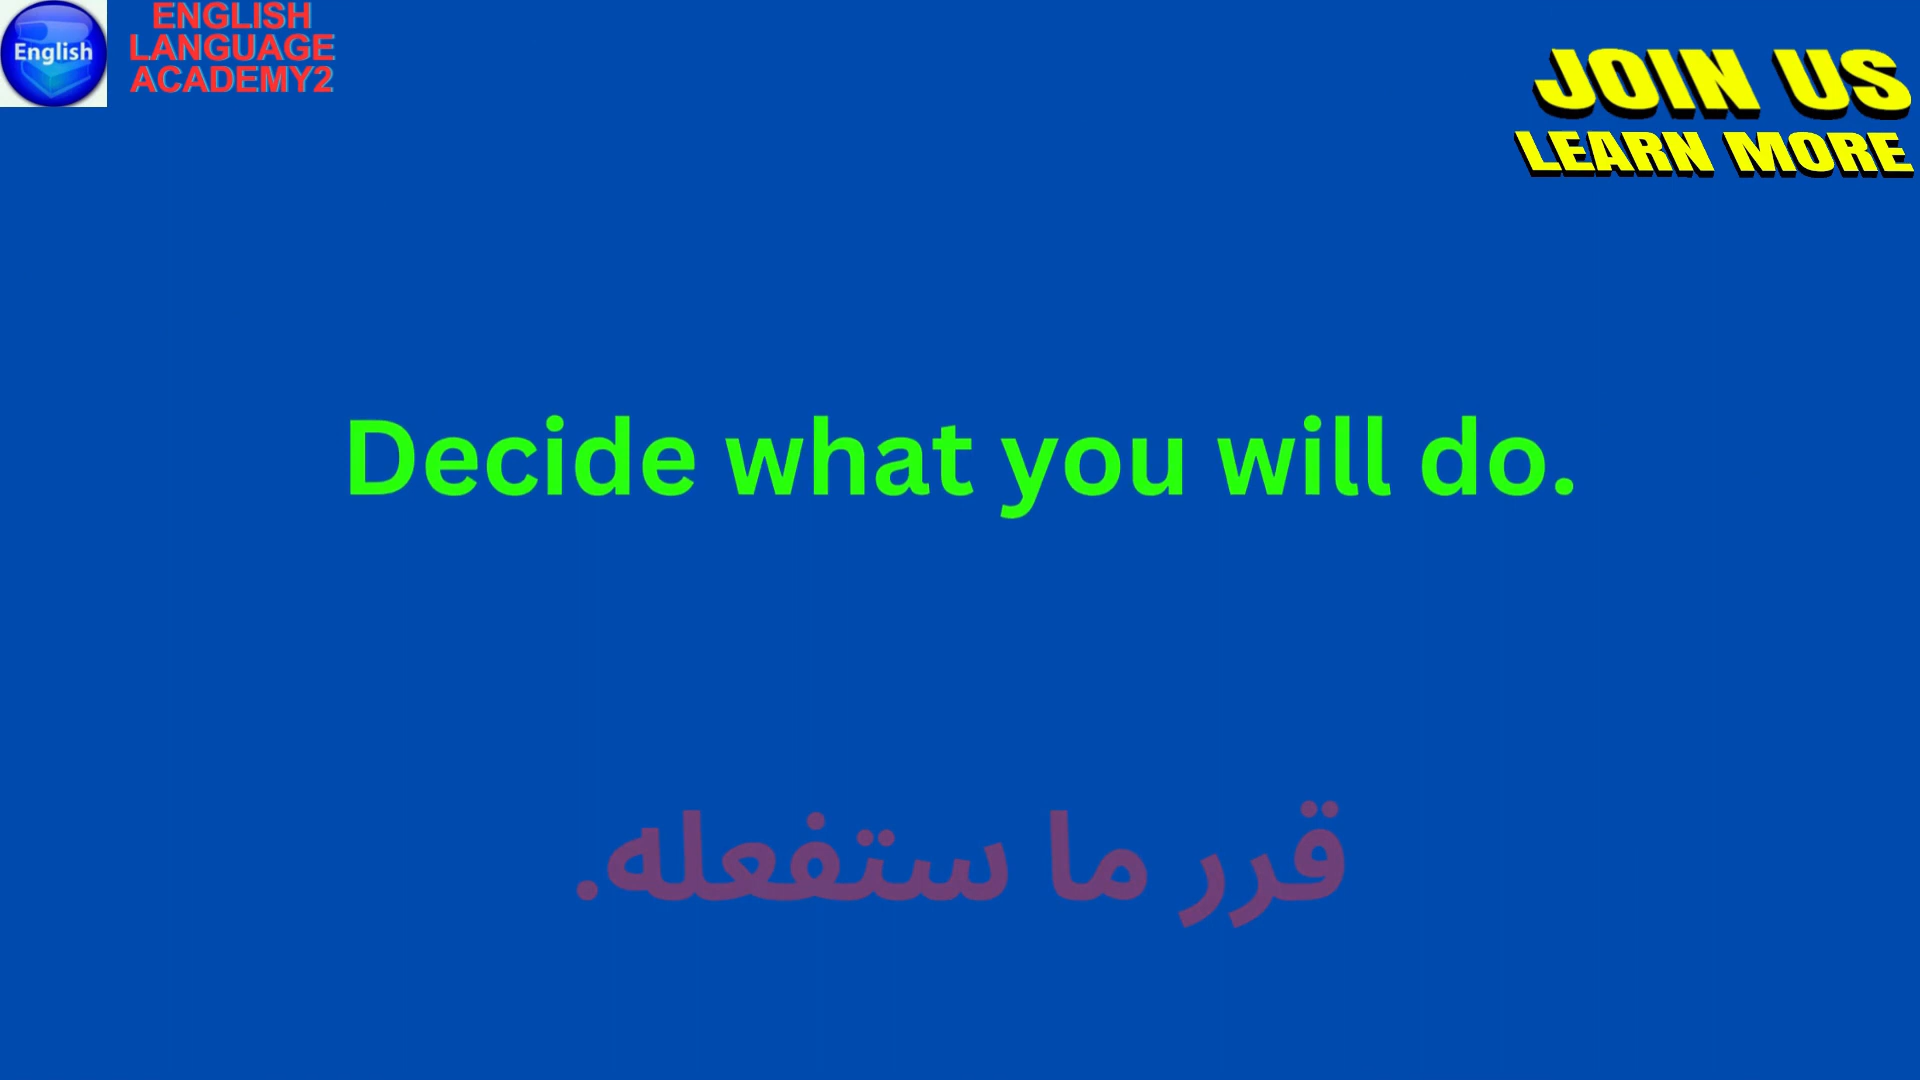 English
ENGLISH
LANGUAGE
ACADEMY2
JOIN US
LEARN MORE
Decide what you will do.
قرر ما ستفعله.